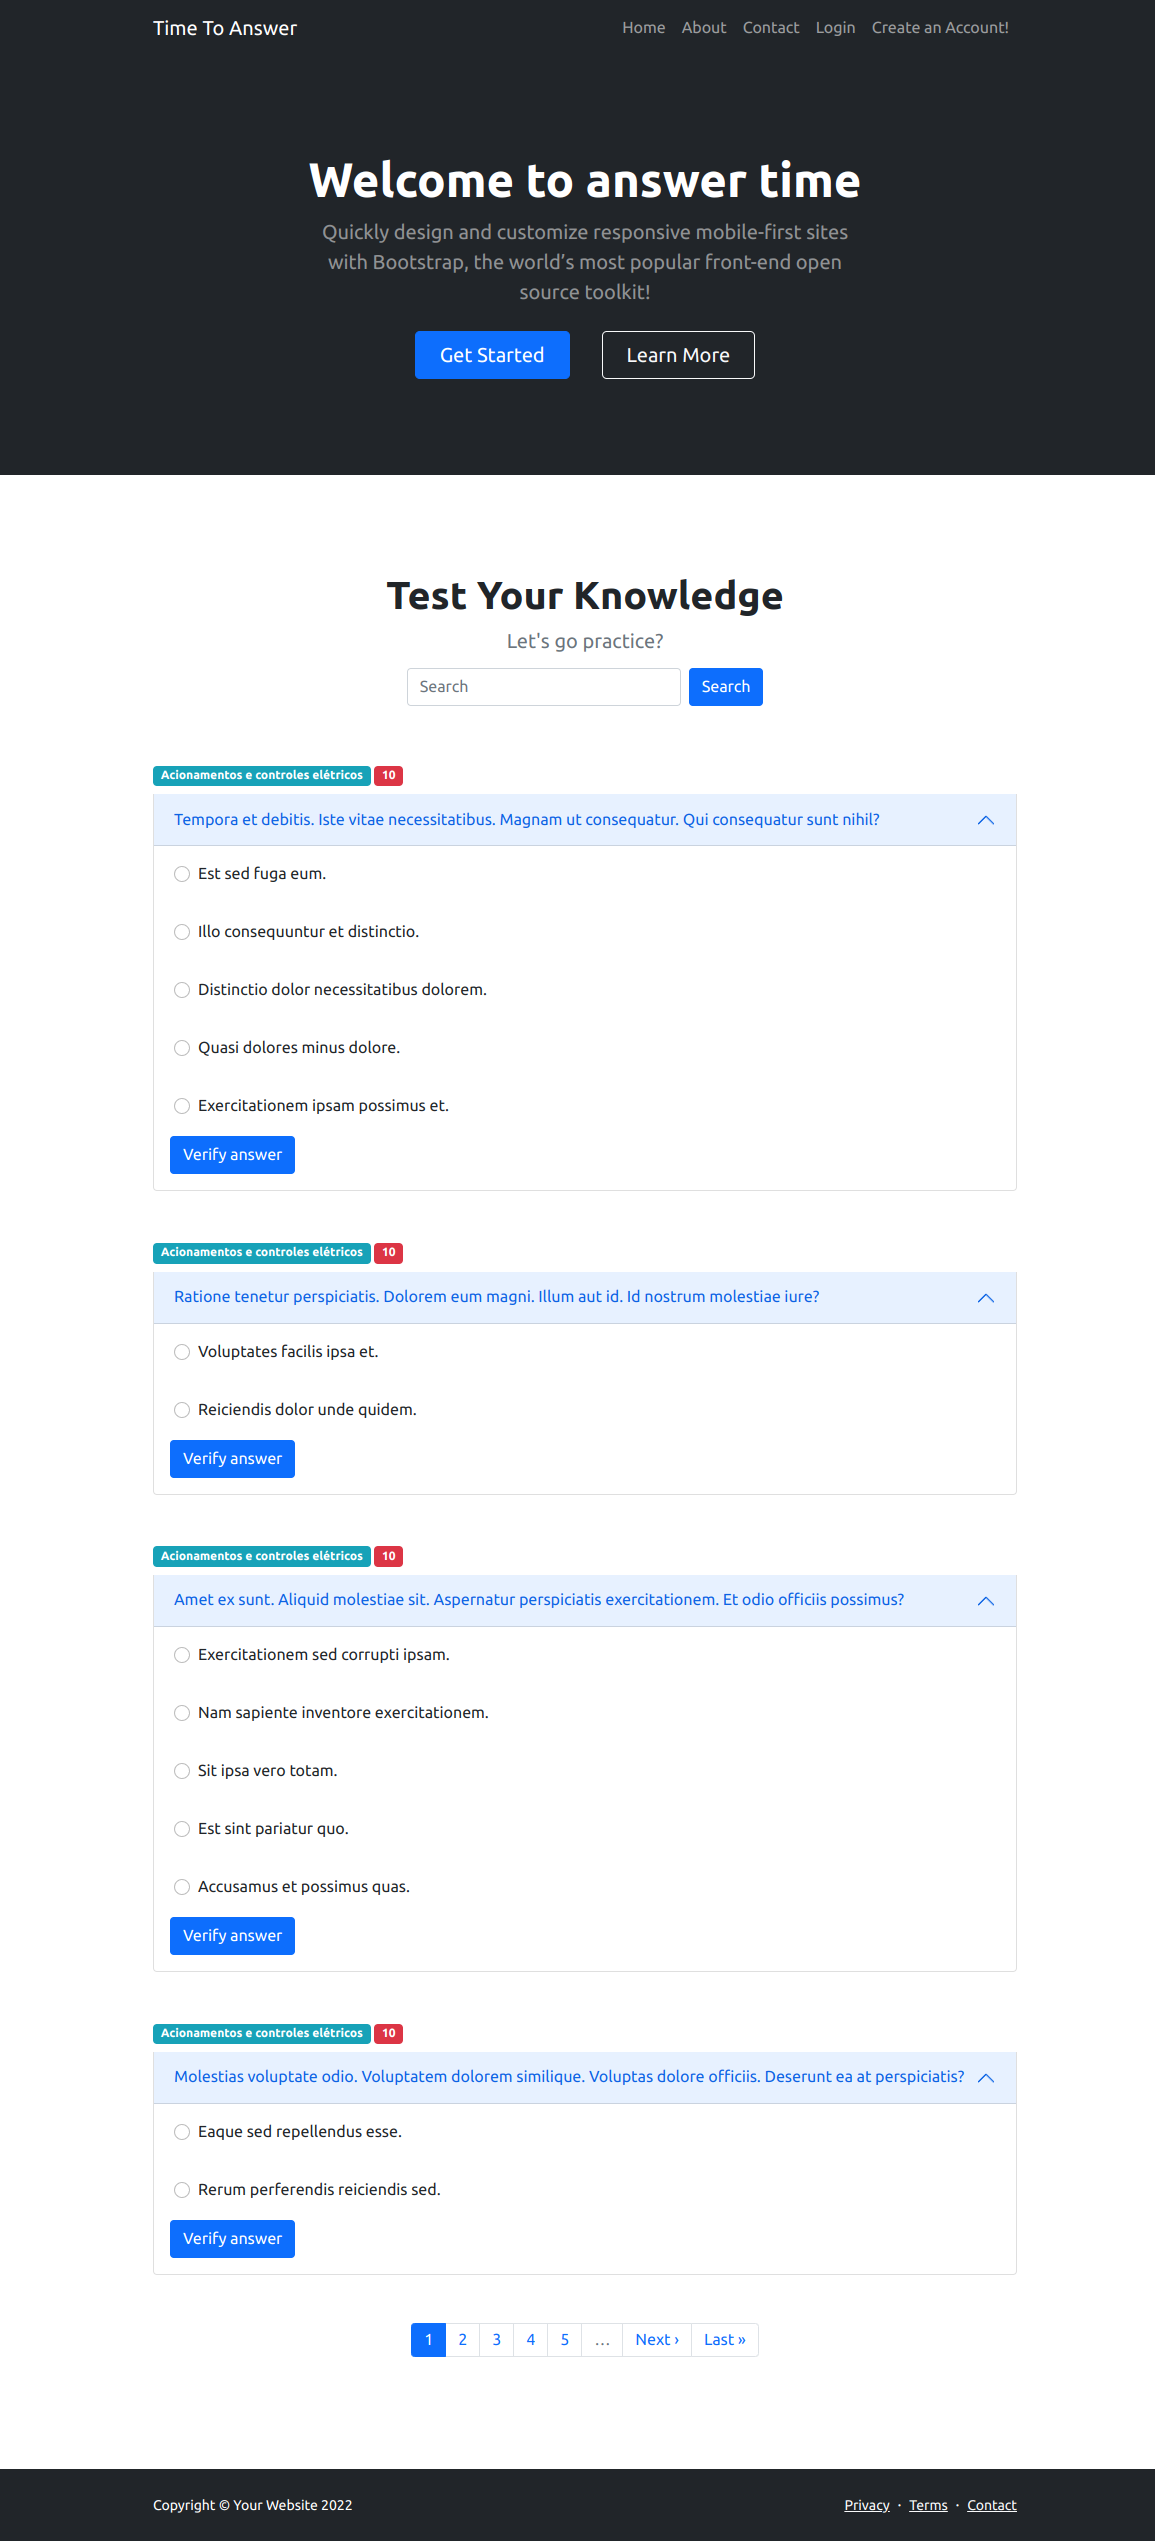 Time To Answer
Home About Contact Login Create an Account!
Welcome to answer time
Quickly design and customize responsive mobile-first sites
with Bootstrap, the world’s most popular front-end open
source toolkit!
Get Started Learn More
Test Your Knowledge
Let's go practice?
Search Search
Acionamentos e controles elétricos 10
Tempora et debitis. Iste vitae necessitatibus. Magnam ut consequatur. Qui consequatur sunt nihil?
Est sed fuga eum.
Illo consequuntur et distinctio.
Distinctio dolor necessitatibus dolorem.
Quasi dolores minus dolore.
Exercitationem ipsam possimus et.
Verify answer
Acionamentos e controles elétricos 10
Ratione tenetur perspiciatis. Dolorem eum magni. Illum aut id. Id nostrum molestiae iure?
Voluptates facilis ipsa et.
Reiciendis dolor unde quidem.
Verify answer
Acionamentos e controles elétricos 10
Amet ex sunt. Aliquid molestiae sit. Aspernatur perspiciatis exercitationem. Et odio officiis possimus?
Exercitationem sed corrupti ipsam.
Nam sapiente inventore exercitationem.
Sit ipsa vero totam.
Est sint pariatur quo.
Accusamus et possimus quas.
Verify answer
Acionamentos e controles elétricos 10
Molestias voluptate odio. Voluptatem dolorem similique. Voluptas dolore officiis. Deserunt ea at perspiciatis?
Eaque sed repellendus esse.
Rerum perferendis reiciendis sed.
Verify answer
1 2 3 4 5 … Next › Last »
Copyright © Your Website 2022
Privacy · Terms · Contact